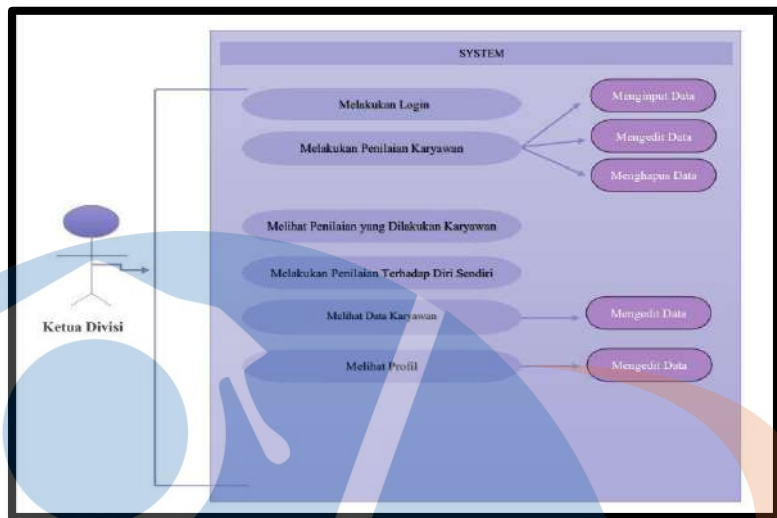 SYSTEM
Melakukan Login
Menginput Data
Melakukan Penilaian Karyawan
Mengedit Data
Menghapus Data
Melihat Penilaian yang Dilakukan Karyawan
Melakukan Penilaian Terhadap Diri Sendiri
Melihat Data Karyawan
Mengedit Data
Ketua Divisi
Melihat Profil
Mengedit Data